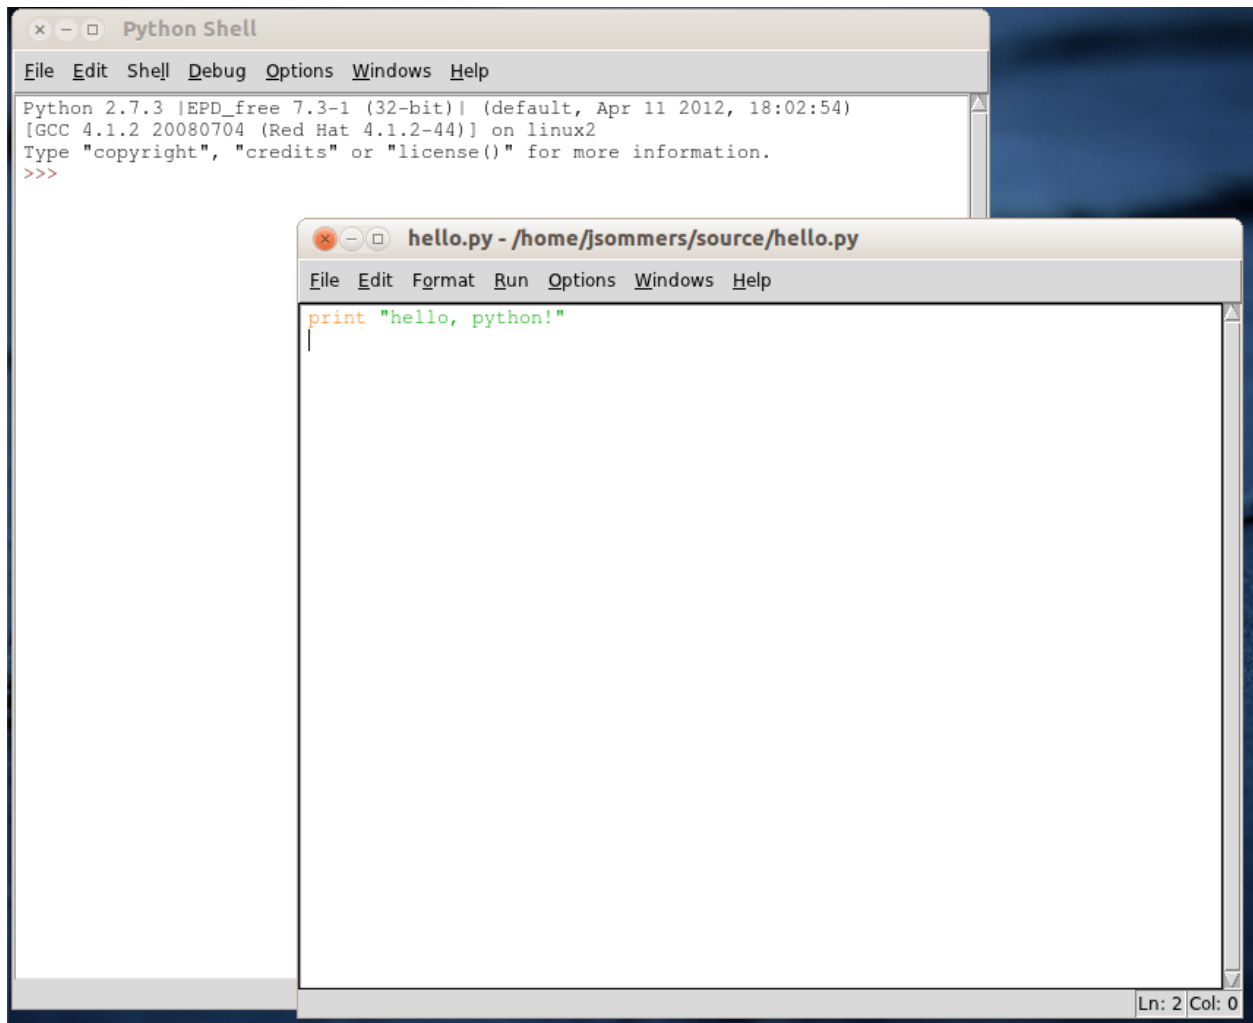 Python Shell
File Edit Shell Debug Options Windows Help
Python 2.7.3 |EPD_free 7.3-1 (32-bit)| (default, Apr 11 2012, 18:02:54)
[GCC 4.1.2 20080704 (Red Hat 4.1.2-44)] on linux2
Type "copyright", "credits" or "license()" for more information.
>>>
hello.py - /home/jsommers/source/hello.py
File Edit Format Run Options Windows Help
print "hello, python!"
Ln: 2 Col: 0